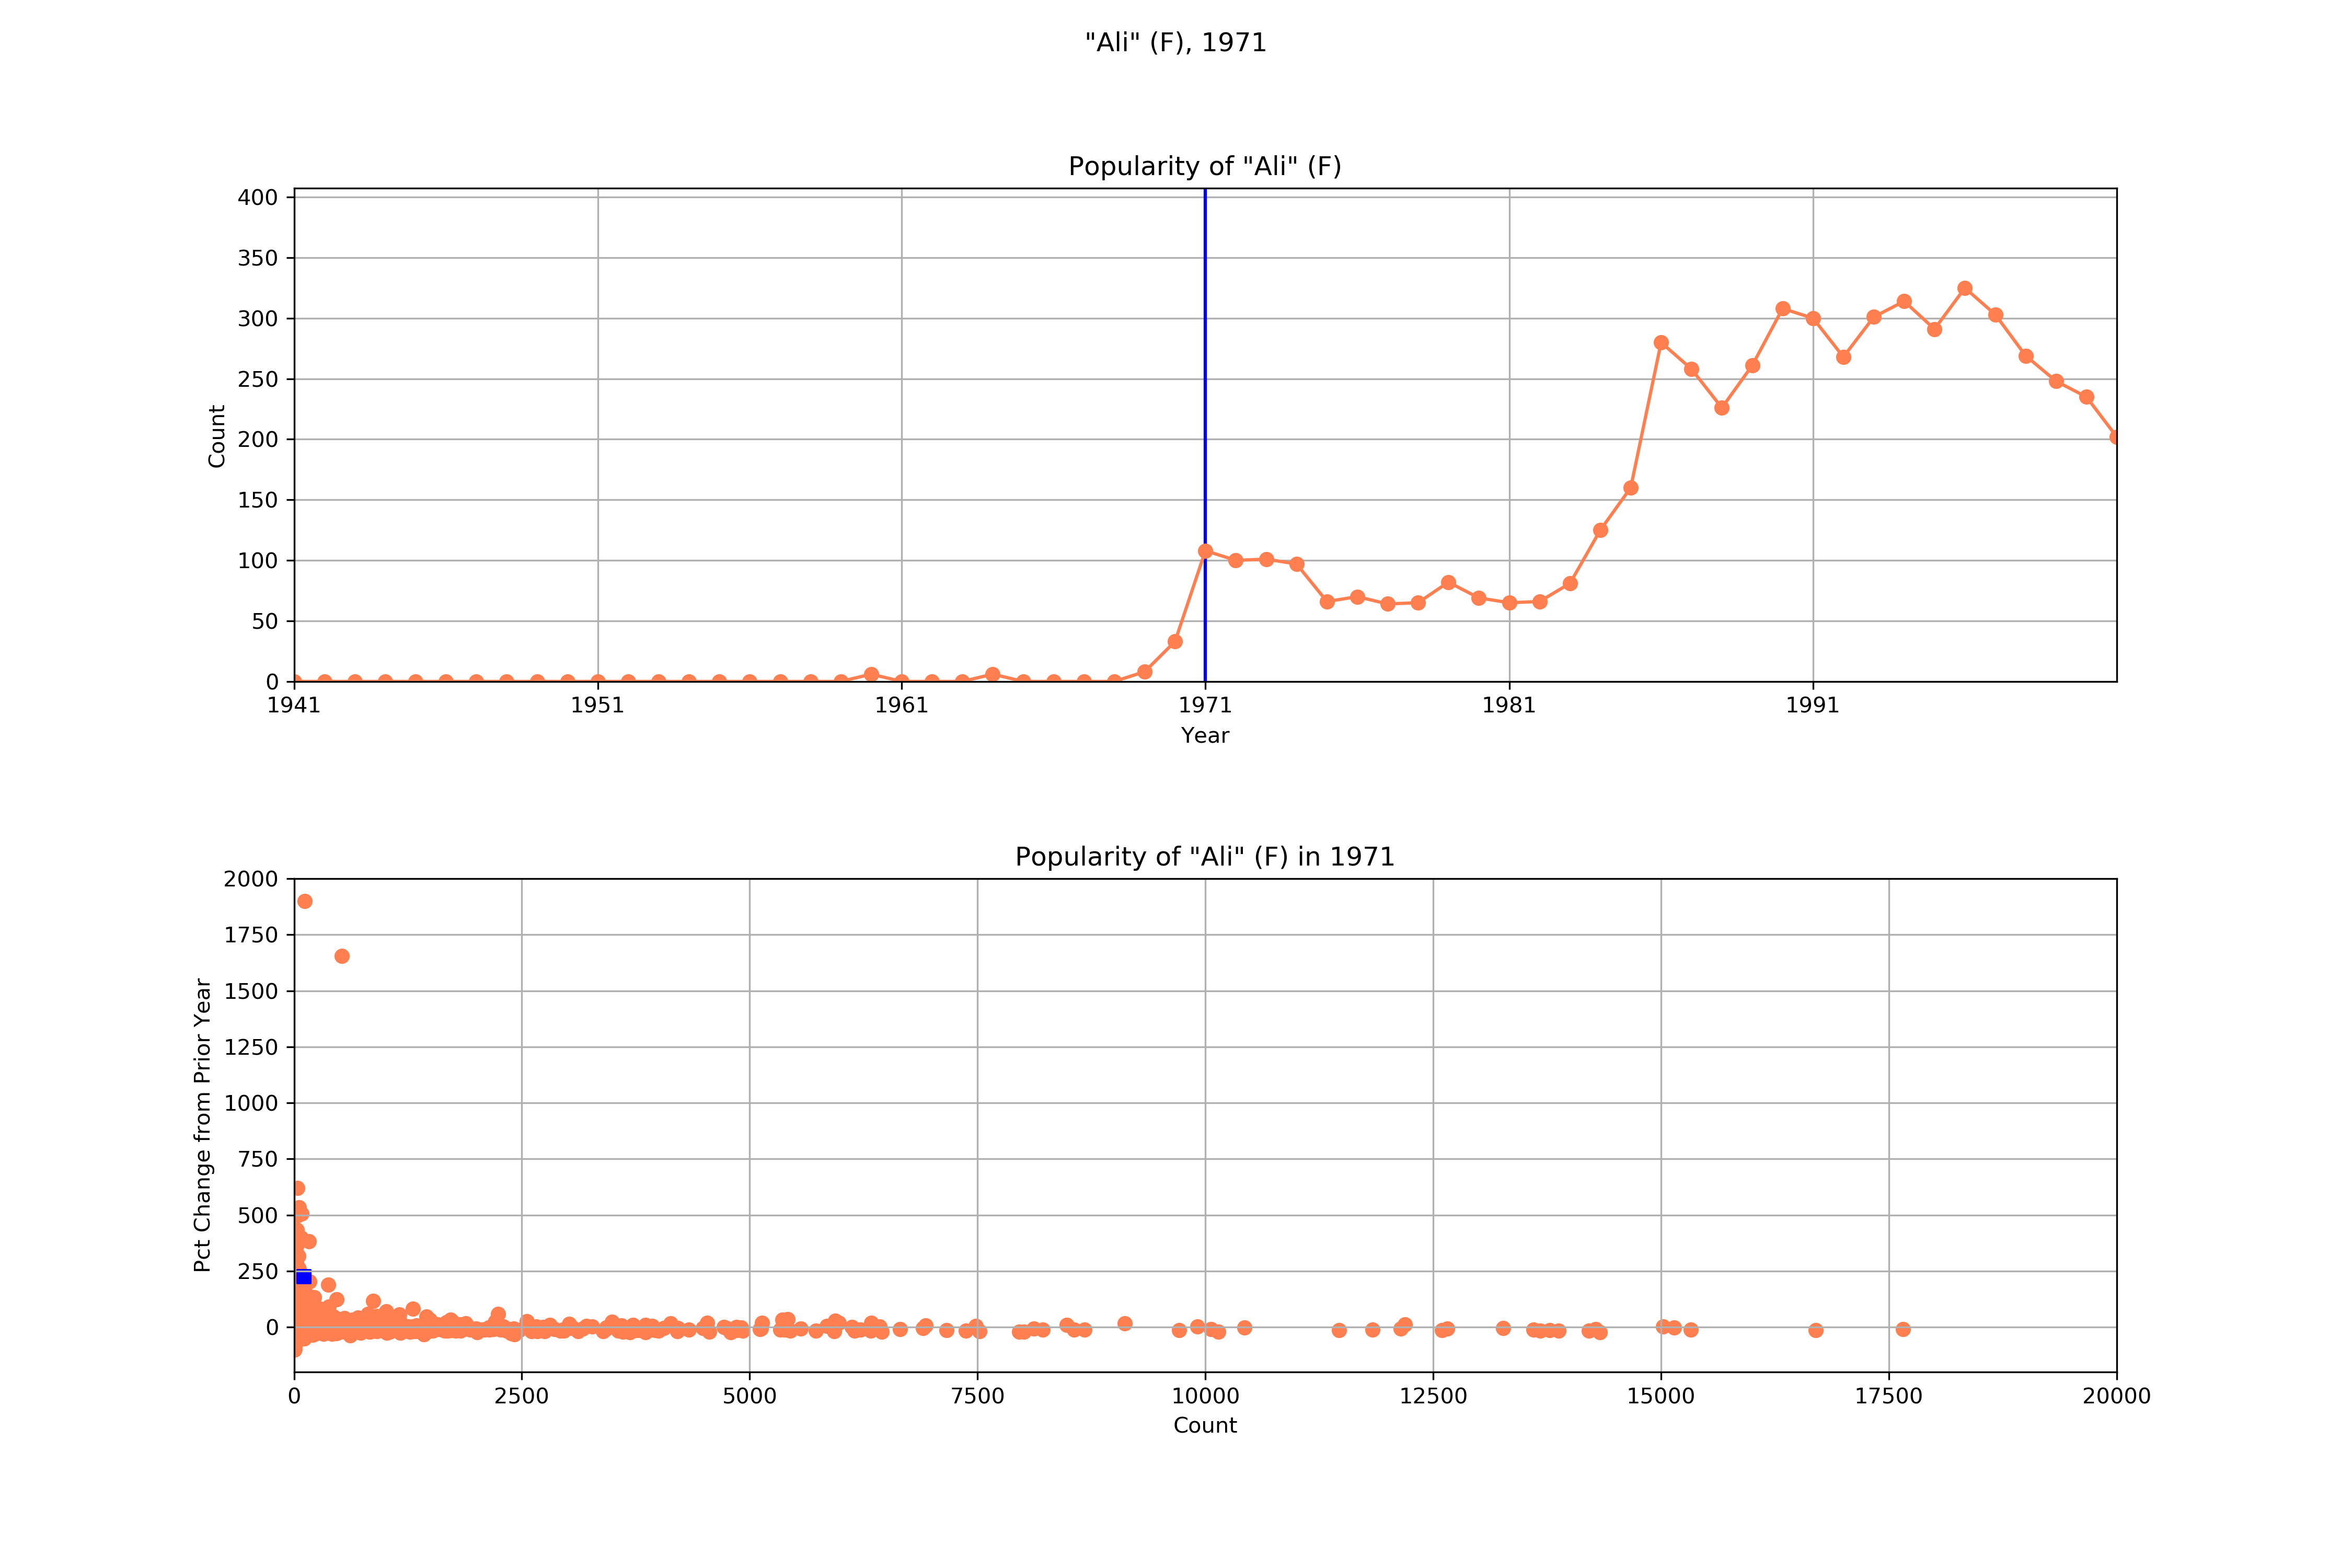 "Ali" (F), 1971
Popularity of "Ali" (F)
400
350
300
250
200
150
100
50
0
Count
1941 1951 1961 1971 1981 1991
Year
Popularity of "Ali" (F) in 1971
2000
1750
1500
1250
1000
750
500
250
0
Pct Change from Prior Year
0 2500 5000 7500 10000 12500 15000 17500 20000
Count